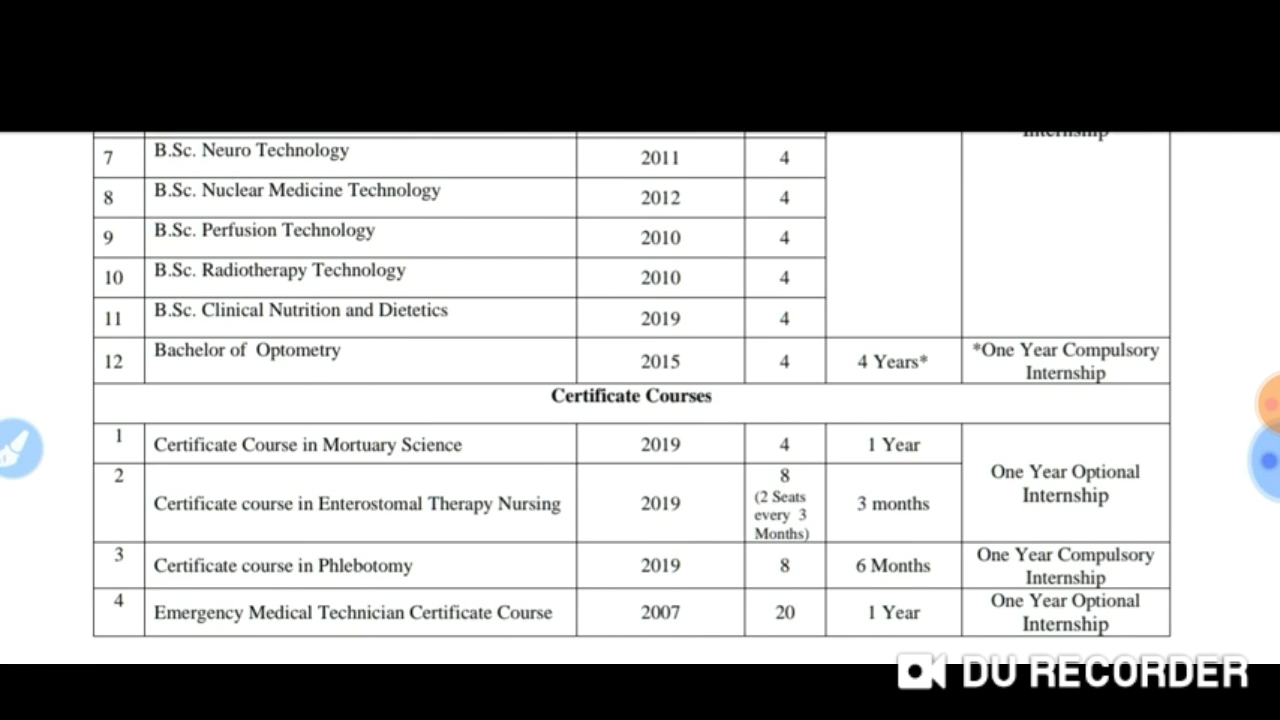 Internship
7 B.Sc. Neuro Technology 2011 4
8 B.Sc. Nuclear Medicine Technology 2012 4
9 B.Sc. Perfusion Technology 2010 4
10 B.Sc. Radiotherapy Technology 2010 4
11 B.Sc. Clinical Nutrition and Dietetics 2019 4
12 Bachelor of Optometry 2015 4 4 Years* *One Year Compulsory
Internship
Certificate Courses
1 Certificate Course in Mortuary Science 2019 4 1 Year
One Year Optional
Internship
2 Certificate course in Enterostomal Therapy Nursing 2019 8
(2 Seats
every 3
Months)
3 months
3 Certificate course in Phlebotomy 2019 8 6 Months One Year Compulsory
Internship
4 Emergency Medical Technician Certificate Course 2007 20 1 Year One Year Optional
Internship
DU RECORDER